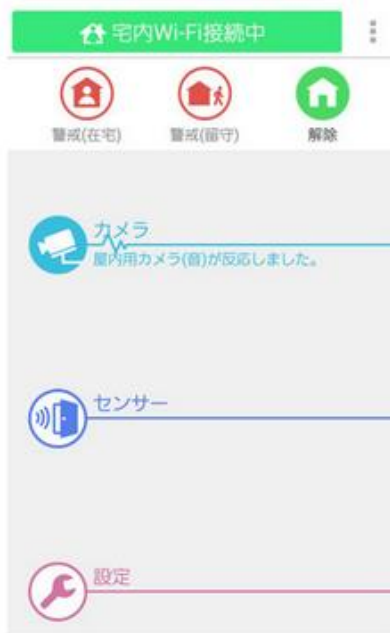 宅内Wi-Fi接続中
警戒(在宅)
警戒(留守)
解除
カメラ
屋内用カメラ(音)が反応しました。
センサー
設定